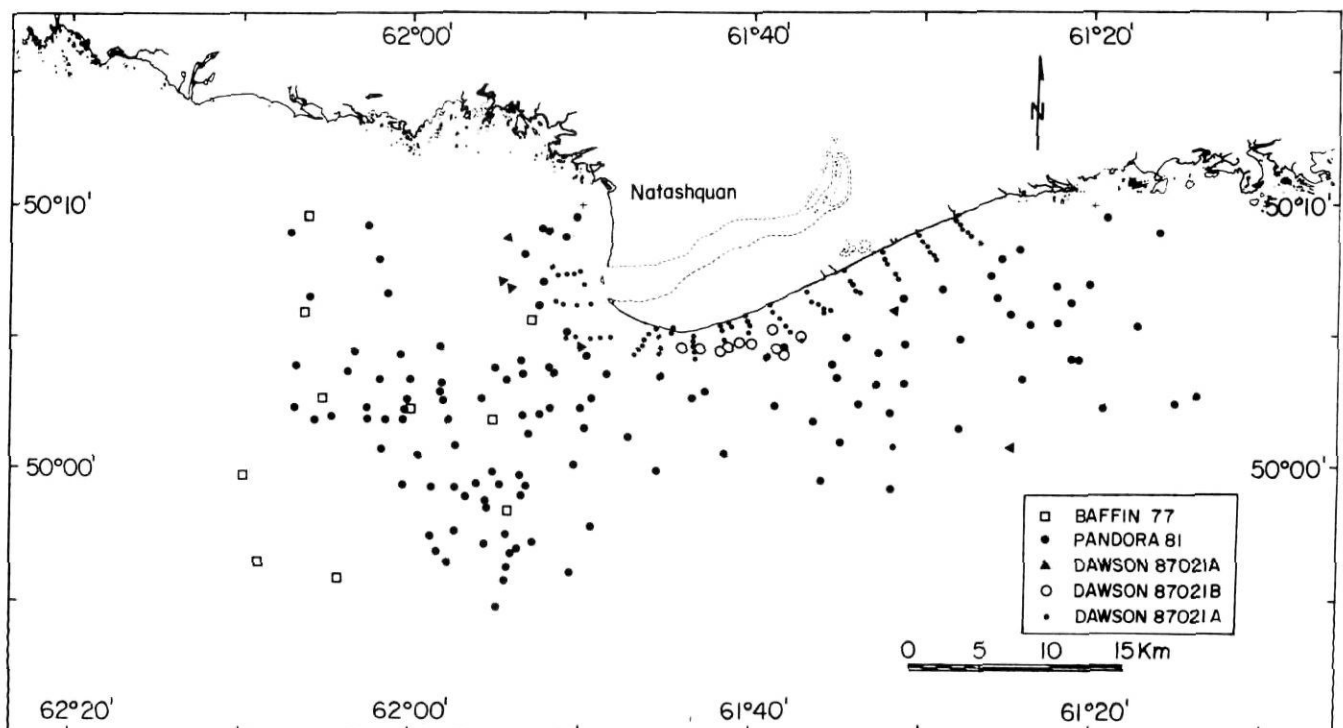 62°00' 61°40' 61°20'
N
Natashquan
50°10' 50°10'
50°00' 50°00'
BAFFIN 77
PANDORA 81
DAWSON 87021A
DAWSON 87021B
DAWSON 87021A
0 5 10 15 Km
62°20' 62°00' 61°40' 61°20'